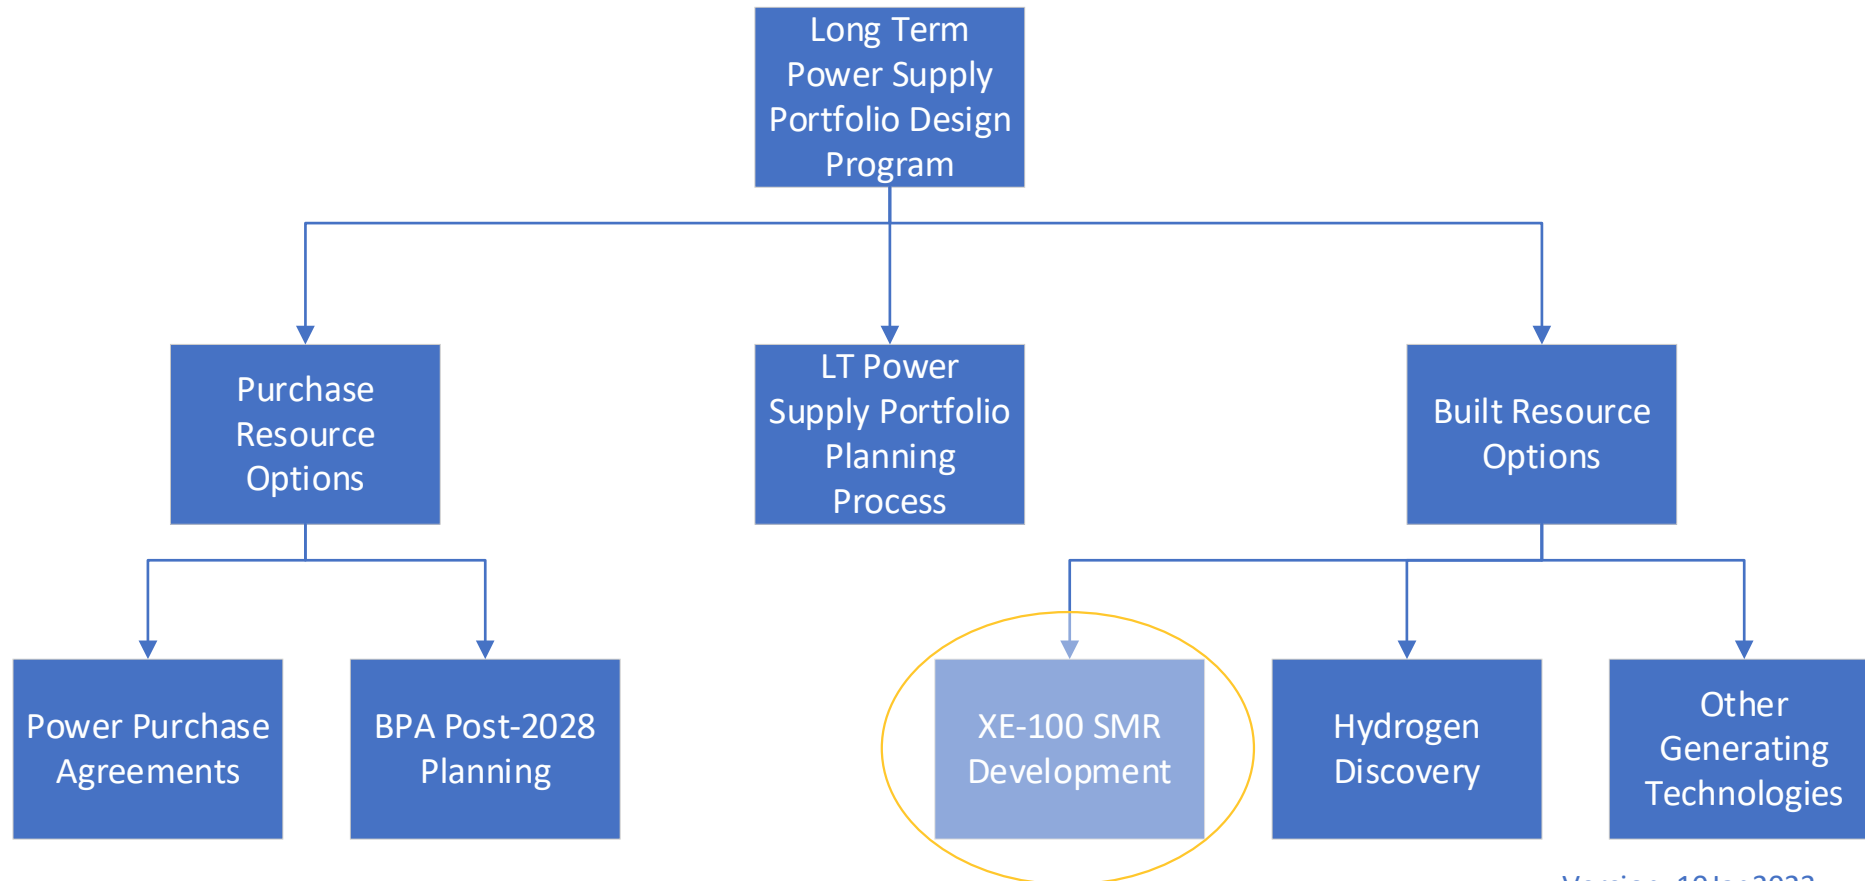 Long Term
Power Supply
Portfolio Design
Program
Purchase
Resource
Options
LT Power
Supply Portfolio
Planning
Process
Built Resource
Options
Power Purchase
Agreements
BPA Post-2028
Planning
XE-100 SMR
Development
Hydrogen
Discovery
Other
Generating
Technologies